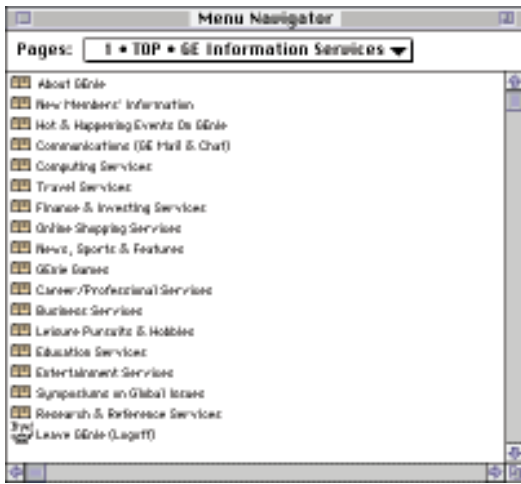 Menu Navigator
Pages: 1 • TOP • GE Information Services
About GEnie
New Members' Information
Hot & Happening Events On GEnie
Communications (GE Mail & Chat)
Computing Services
Travel Services
Finance & Investing Services
Online Shopping Services
News, Sports & Features
GEnie Games
Career/Professional Services
Business Services
Leisure Pursuits & Hobbies
Education Services
Entertainment Services
Symposiums on Global Issues
Research & Reference Services
Leave GEnie (Logoff)